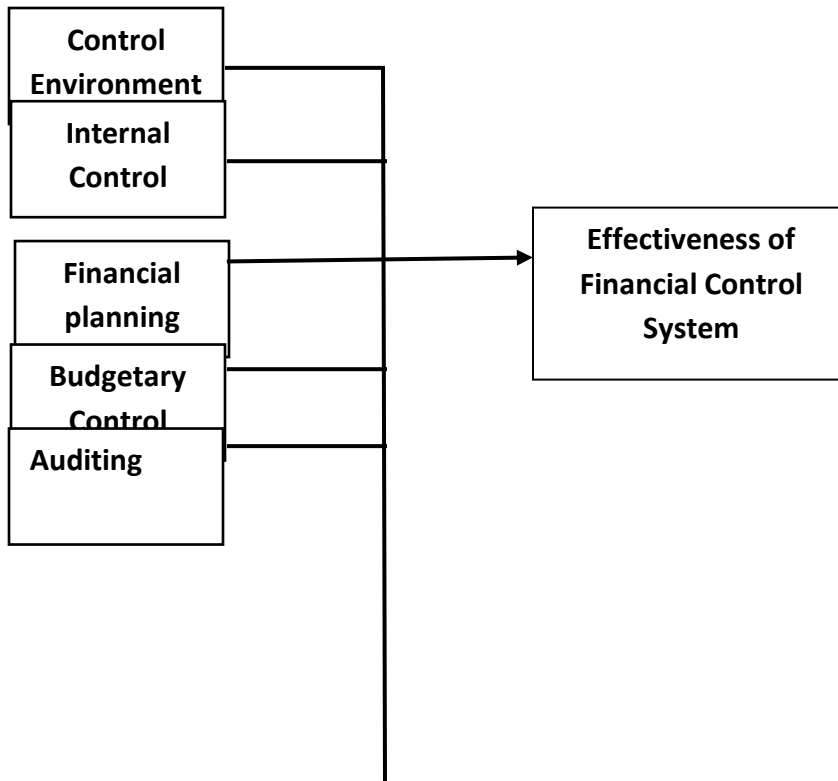 Control
Environment
Internal
Control
Financial
planning
Budgetary
Control
Auditing
Effectiveness of
Financial Control
System